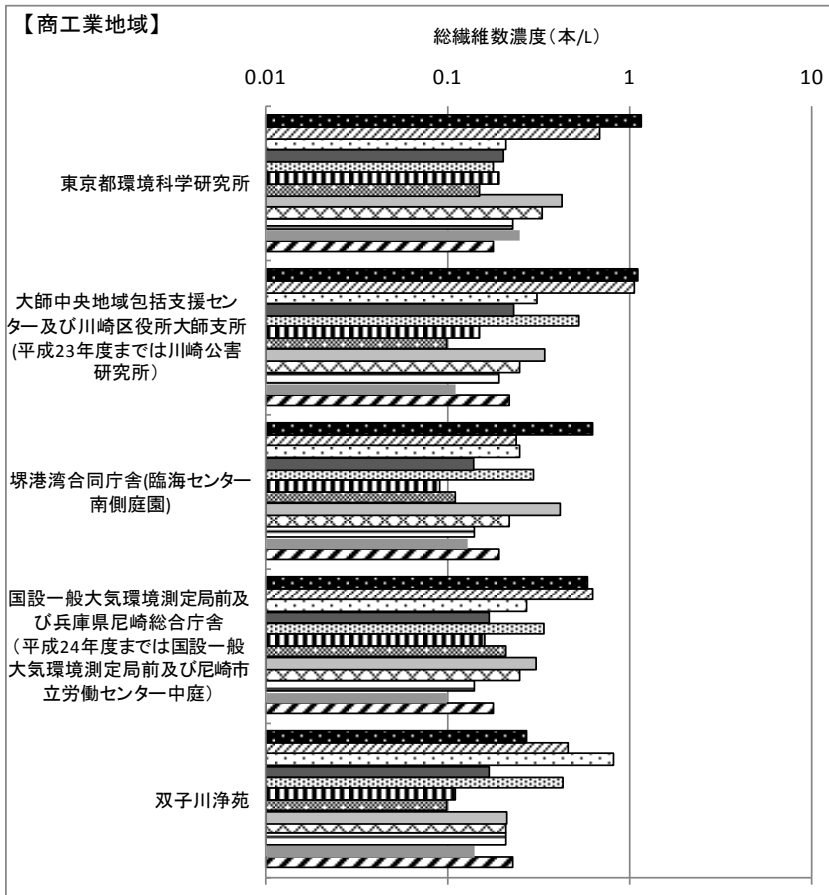 【商工業地域】
総繊維数濃度（本/L）
0.01 0.1 1 10
東京都環境科学研究所
大師中央地域包括支援セン
ター及び川崎区役所大師支所
(平成23年度までは川崎公害
研究所）
堺港湾合同庁舎(臨海センター
南側庭園)
国設一般大気環境測定局前及
び兵庫県尼崎総合庁舎
（平成24年度までは国設一般
大気環境測定局前及び尼崎市
立労働センター中庭）
双子川浄苑